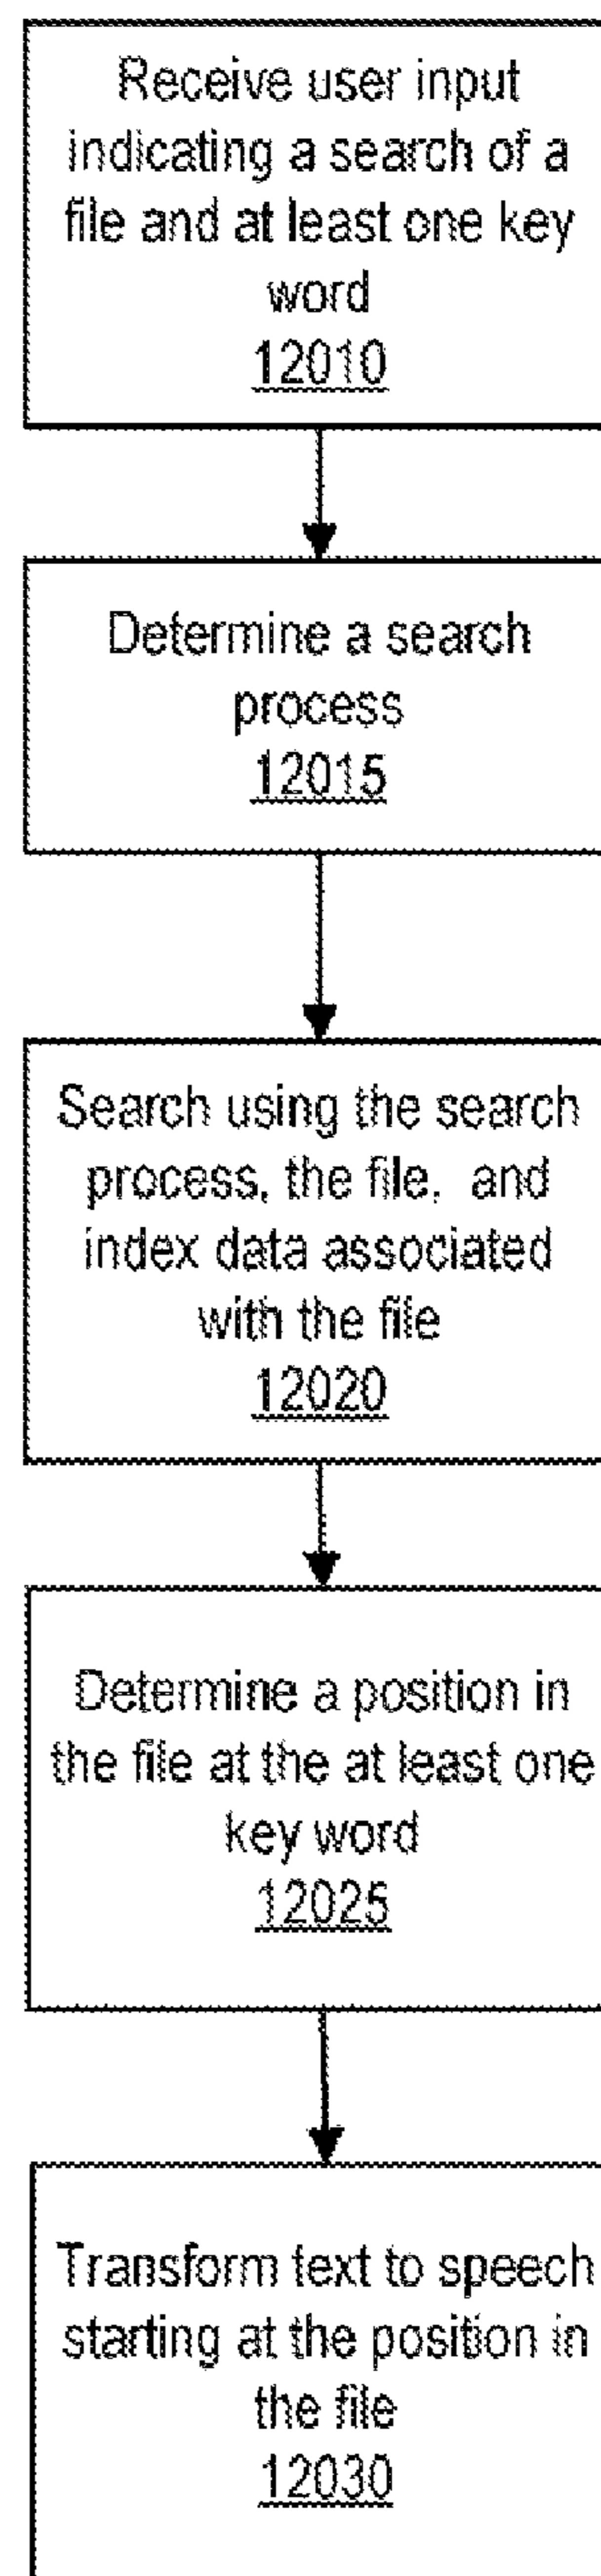 Receive user input
indicating a search of a
file and at least one key
word
12010
Determine a search
process
12015
Search using the search
process, the file, and
index data associated
with the file
12020
Determine a position in
the file at the at least one
key word
12025
Transform text to speech
starting at the position in
the file
12030